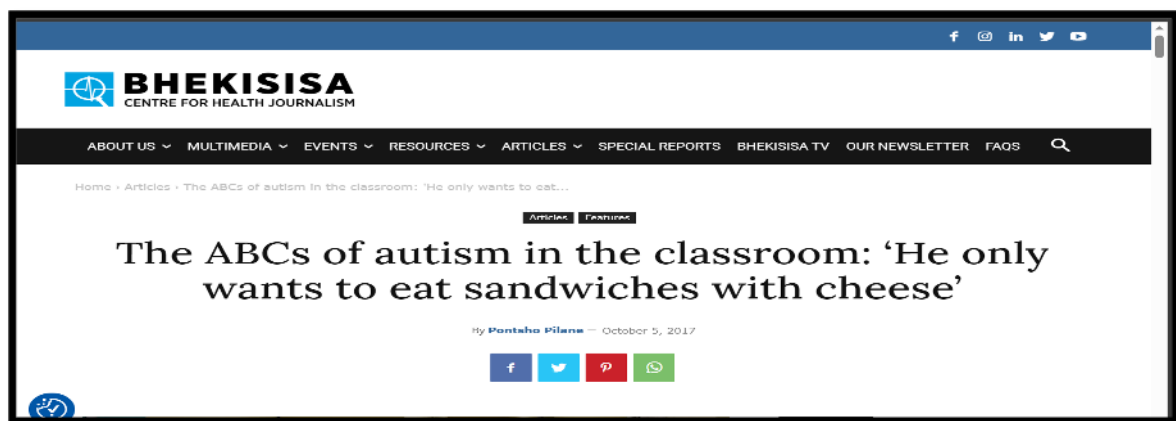 BHEKISISA
CENTRE FOR HEALTH JOURNALISM
ABOUT US MULTIMEDIA EVENTS RESOURCES ARTICLES SPECIAL REPORTS BHEKISISA TV OUR NEWSLETTER FAQS
Home › Articles › The ABCs of autism in the classroom: 'He only wants to eat...
Articles Features
The ABCs of autism in the classroom: ‘He only
wants to eat sandwiches with cheese’
By Pontsho Pilane – October 5, 2017